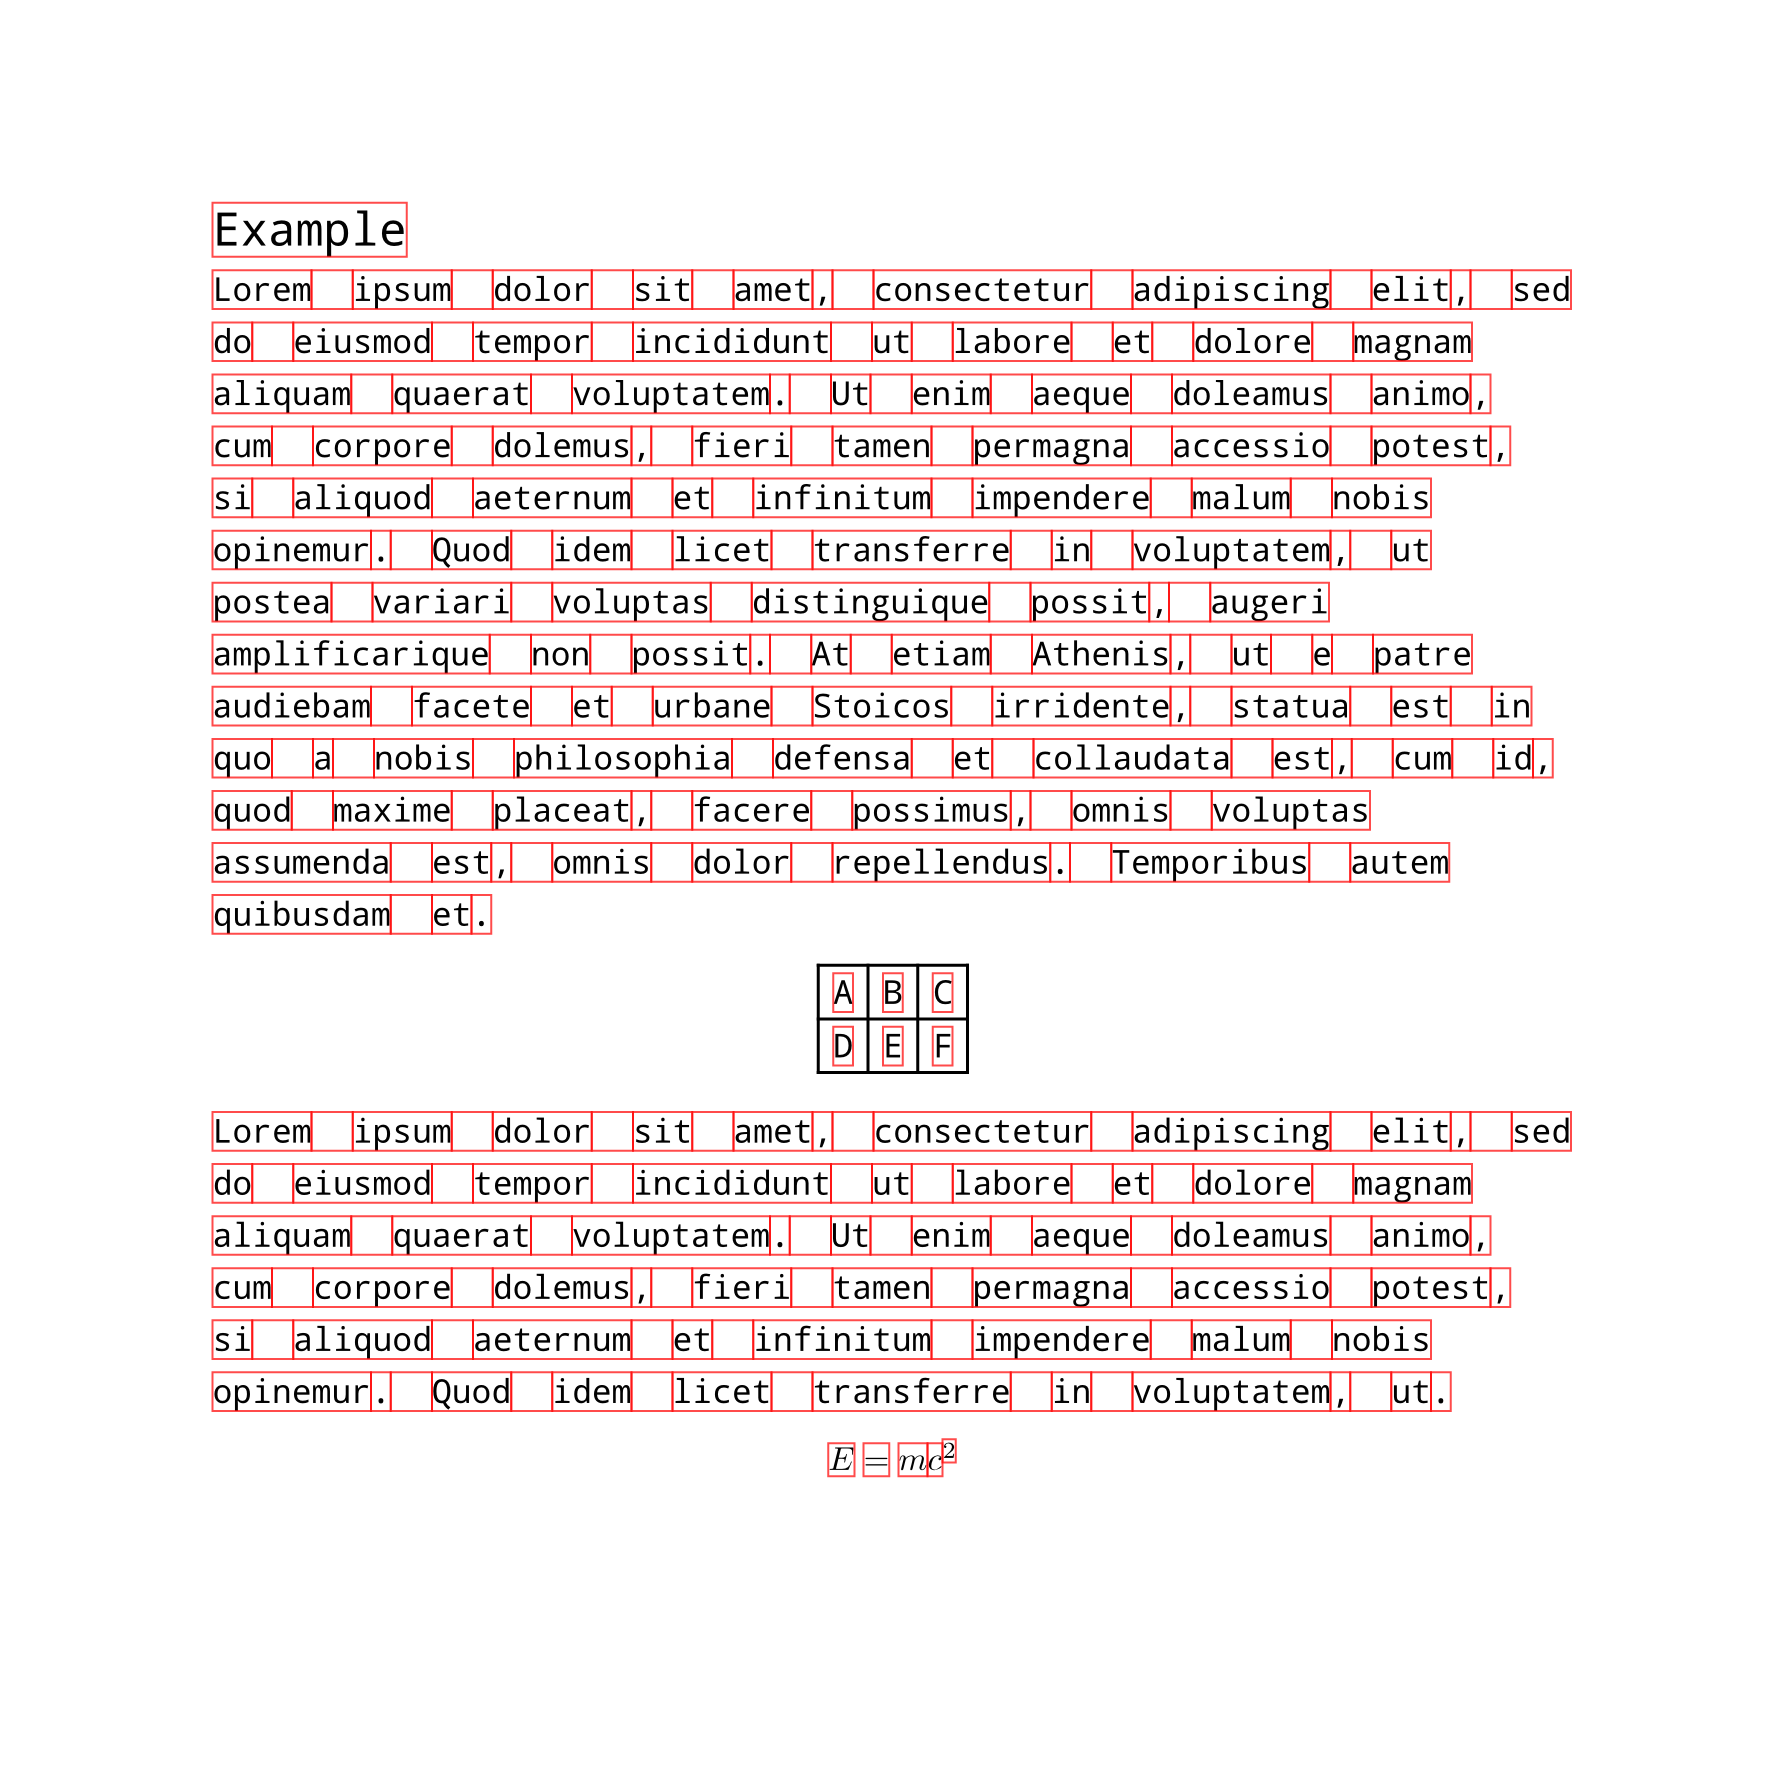 Example
Lorem ipsum dolor sit amet, consectetur adipiscing elit, sed
do eiusmod tempor incididunt ut labore et dolore magnam
aliquam quaerat voluptatem. Ut enim aeque doleamus animo,
cum corpore dolemus, fieri tamen permagna accessio potest,
si aliquod aeternum et infinitum impendere malum nobis
opinemur. Quod idem licet transferre in voluptatem, ut
postea variari voluptas distinguique possit, augeri
amplificarique non possit. At etiam Athenis, ut e patre
audiebam facete et urbane Stoicos irridente, statua est in
quo a nobis philosophia defensa et collaudata est, cum id,
quod maxime placeat, facere possimus, omnis voluptas
assumenda est, omnis dolor repellendus. Temporibus autem
quibusdam et.
A B C
D E F
Lorem ipsum dolor sit amet, consectetur adipiscing elit, sed
do eiusmod tempor incididunt ut labore et dolore magnam
aliquam quaerat voluptatem. Ut enim aeque doleamus animo,
cum corpore dolemus, fieri tamen permagna accessio potest,
si aliquod aeternum et infinitum impendere malum nobis
opinemur. Quod idem licet transferre in voluptatem, ut.
E = mc²